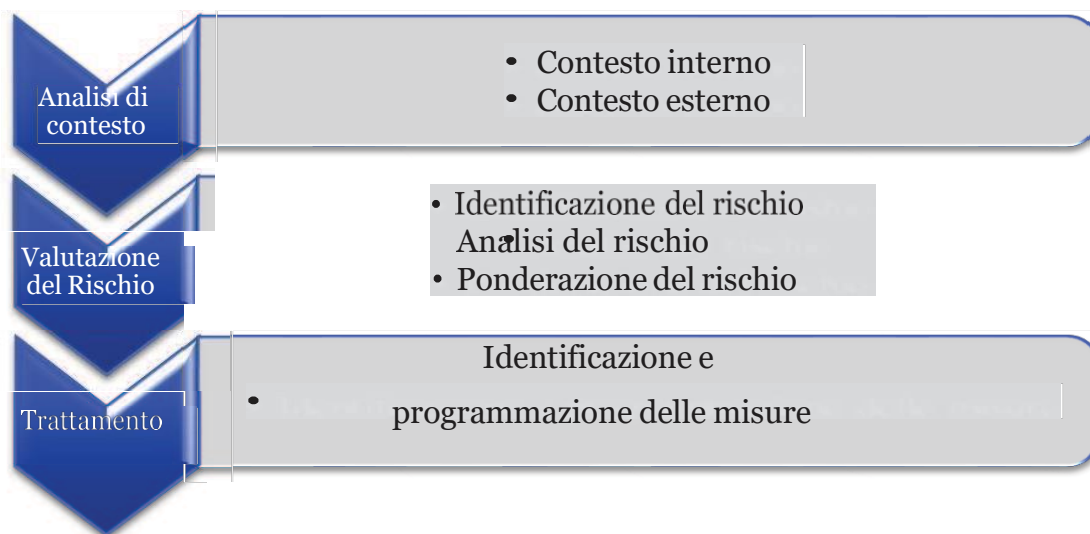 Analisi di
contesto
• Contesto interno
• Contesto esterno
Valutazione
del Rischio
• Identificazione del rischio
• Analisi del rischio
• Ponderazione del rischio
Trattamento
Identificazione e
• programmazione delle misure